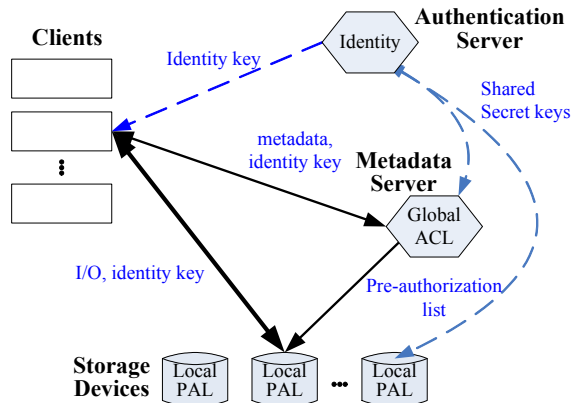 Clients
Authentication
Server
Identity
Identity key
Shared
Secret keys
metadata,
identity key
Metadata
Server
Global
ACL
I/O, identity key
Pre-authorization
list
Storage
Devices
Local
PAL
Local
PAL
Local
PAL